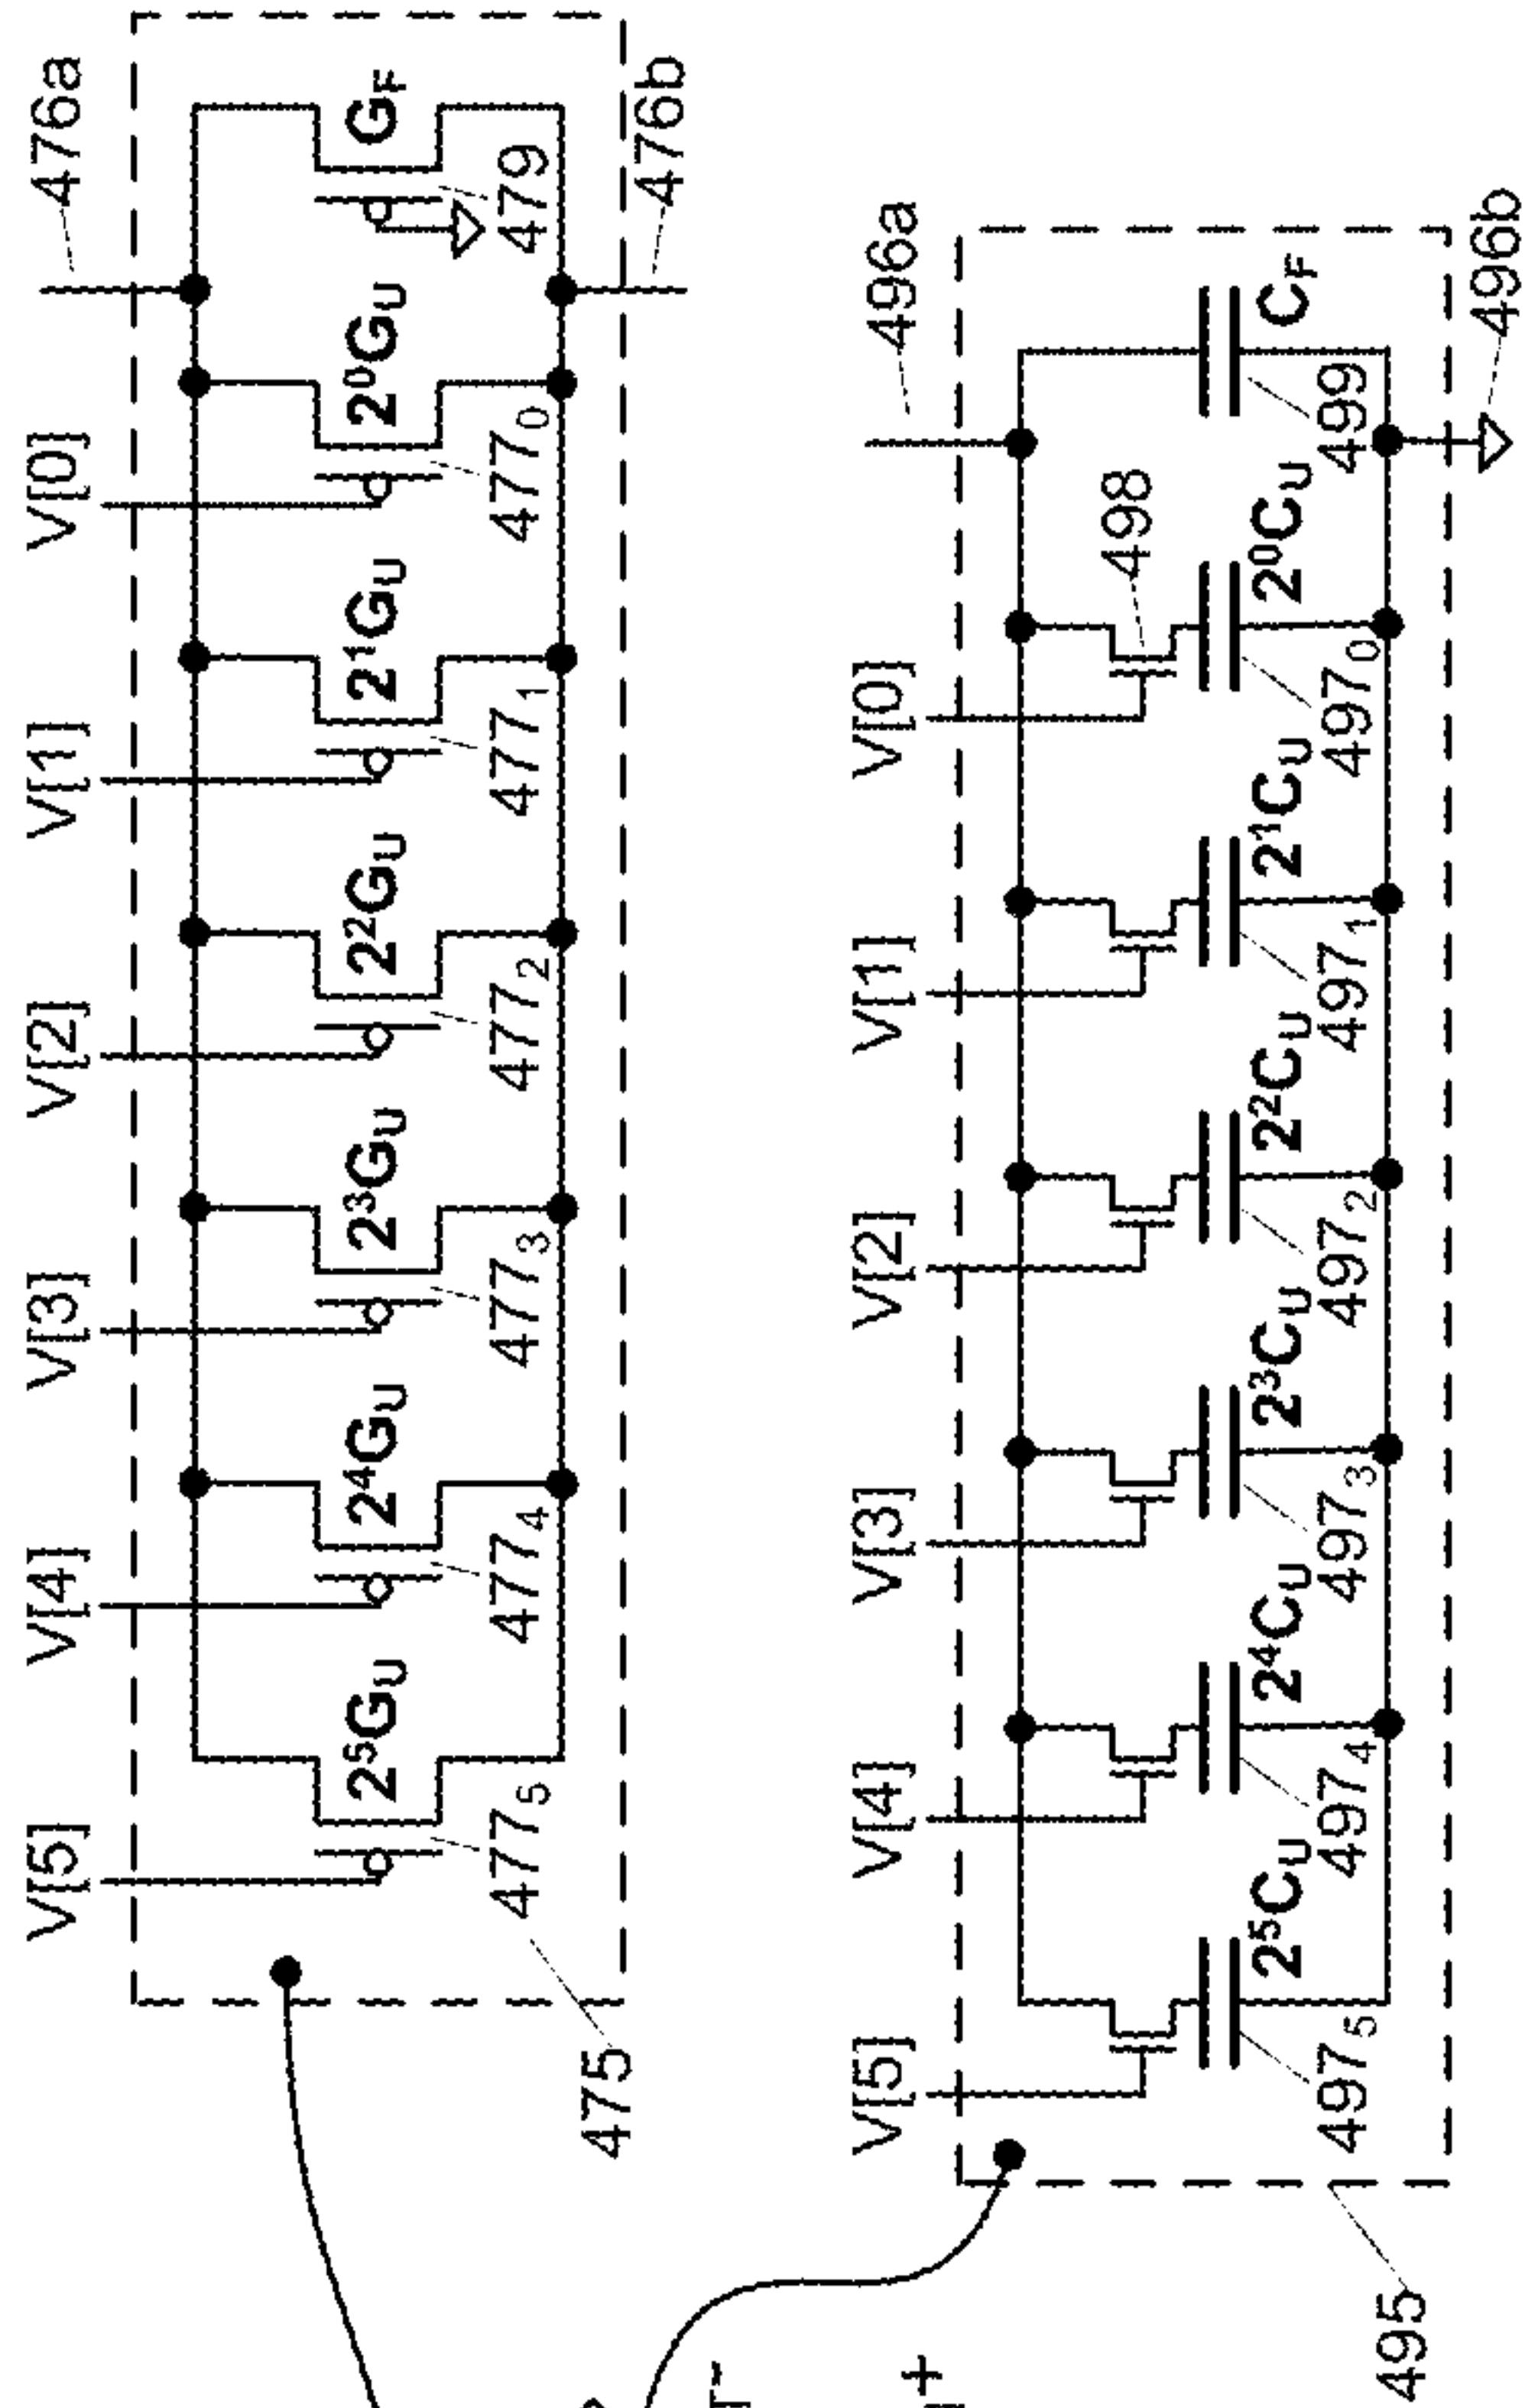 V[5] V[4] V[3] V[2] V[1] V[0] 476a
2⁵G_U 2⁴G_U 2³G_U 2²G_U 2¹G_U 2⁰G_U G_F
477₅ 477₄ 477₃ 477₂ 477₁ 477₀ 479
475 476b
V[5] V[4] V[3] V[2] V[1] V[0] 496a
498
2⁵C_U 2⁴C_U 2³C_U 2²C_U 2¹C_U 2⁰C_U C_F
497₅ 497₄ 497₃ 497₂ 497₁ 497₀ 499
495 496b